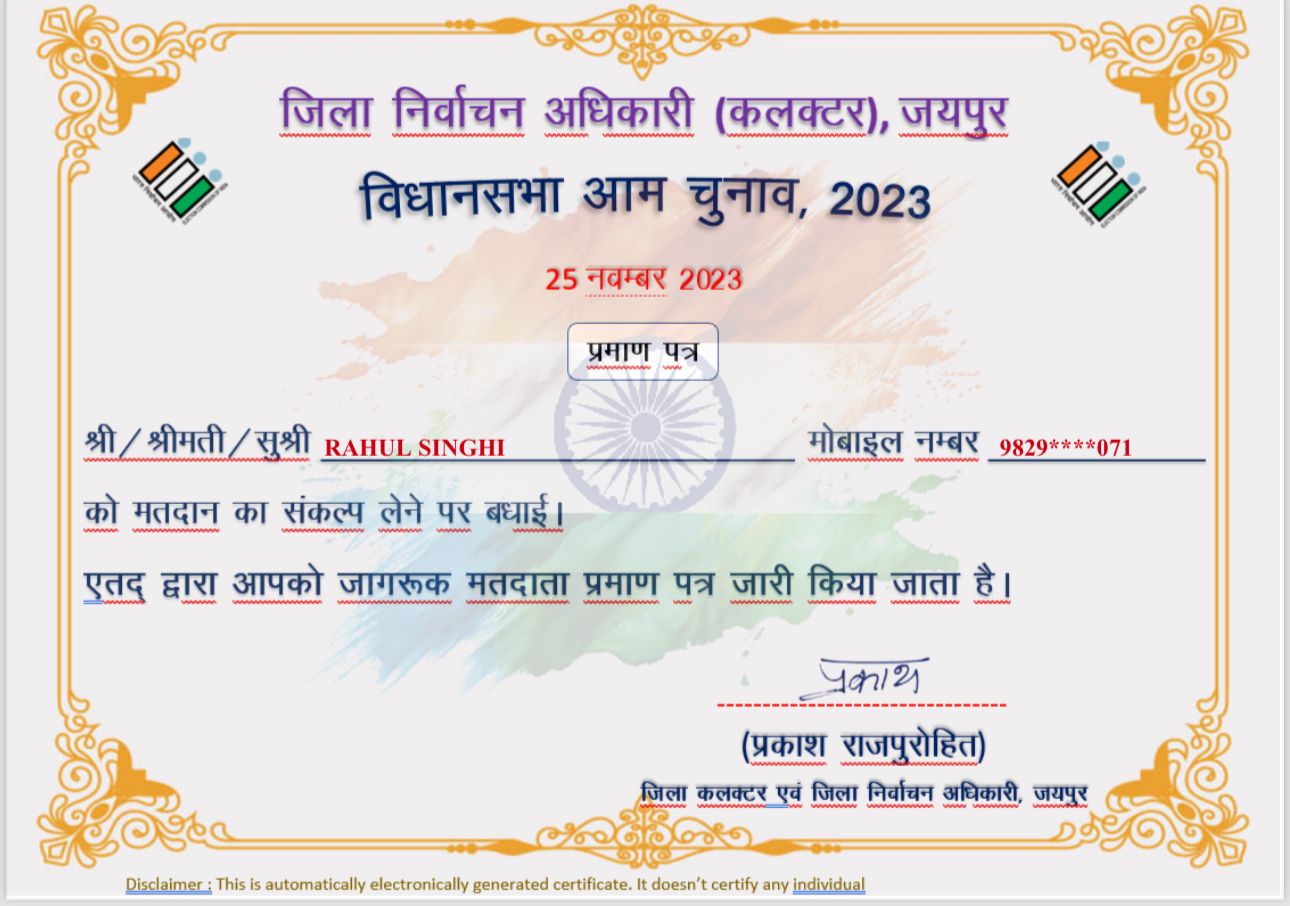 जिला निर्वाचन अधिकारी (कलक्टर), जयपुर
विधानसभा आम चुनाव, 2023
25 नवम्बर 2023
प्रमाण पत्र
श्री/श्रीमती/सुश्री RAHUL SINGHI मोबाइल नम्बर 9829****071
को मतदान का संकल्प लेने पर बधाई।
एतद् द्वारा आपको जागरूक मतदाता प्रमाण पत्र जारी किया जाता है।
प्रकाश
(प्रकाश राजपुरोहित)
जिला कलक्टर एवं जिला निर्वाचन अधिकारी, जयपुर
Disclaimer : This is automatically electronically generated certificate. It doesn’t certify any individual